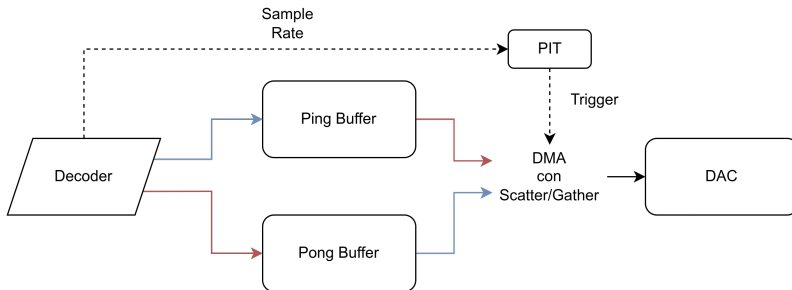 Sample
Rate
PIT
Trigger
Ping Buffer
Decoder
DMA
con
Scatter/Gather
DAC
Pong Buffer